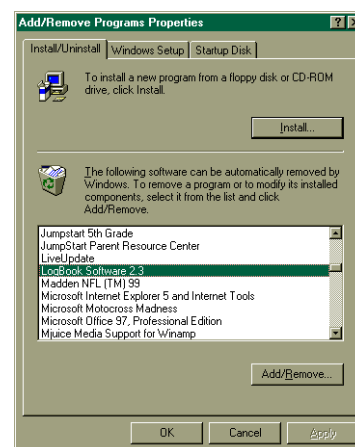 Add/Remove Programs Properties
Install/Uninstall Windows Setup Startup Disk
To install a new program from a floppy disk or CD-ROM
drive, click Install.
Install...
The following software can be automatically removed by
Windows. To remove a program or to modify its installed
components, select it from the list and click
Add/Remove.
Jumpstart 5th Grade
JumpStart Parent Resource Center
LiveUpdate
LogBook Software 2.3
Madden NFL (TM) 99
Microsoft Internet Explorer 5 and Internet Tools
Microsoft Motocross Madness
Microsoft Office 97, Professional Edition
Mjuice Media Support for Winamp
Add/Remove...
OK Cancel Apply